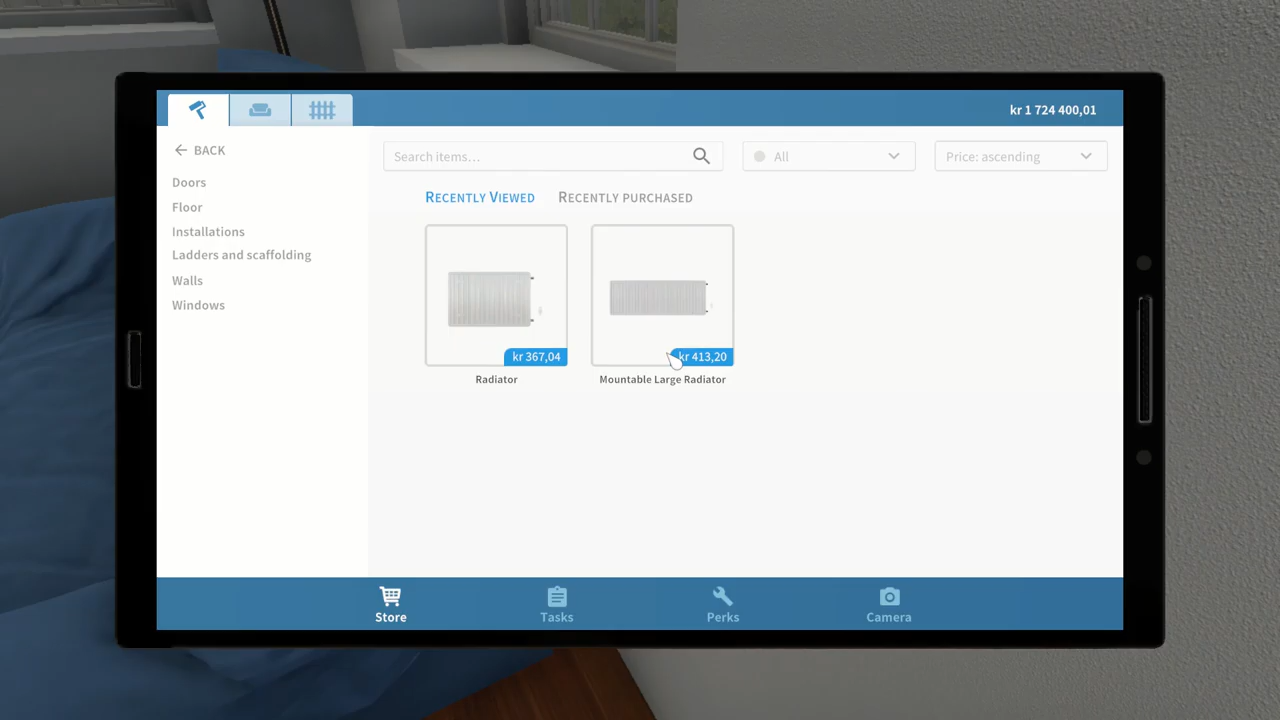 kr 1 724 400,01
BACK
Doors
Floor
Installations
Ladders and scaffolding
Walls
Windows
Search items...
All
Price: ascending
RECENTLY VIEWED
RECENTLY PURCHASED
kr 367,04
kr 413,20
Radiator
Mountable Large Radiator
Store
Tasks
Perks
Camera